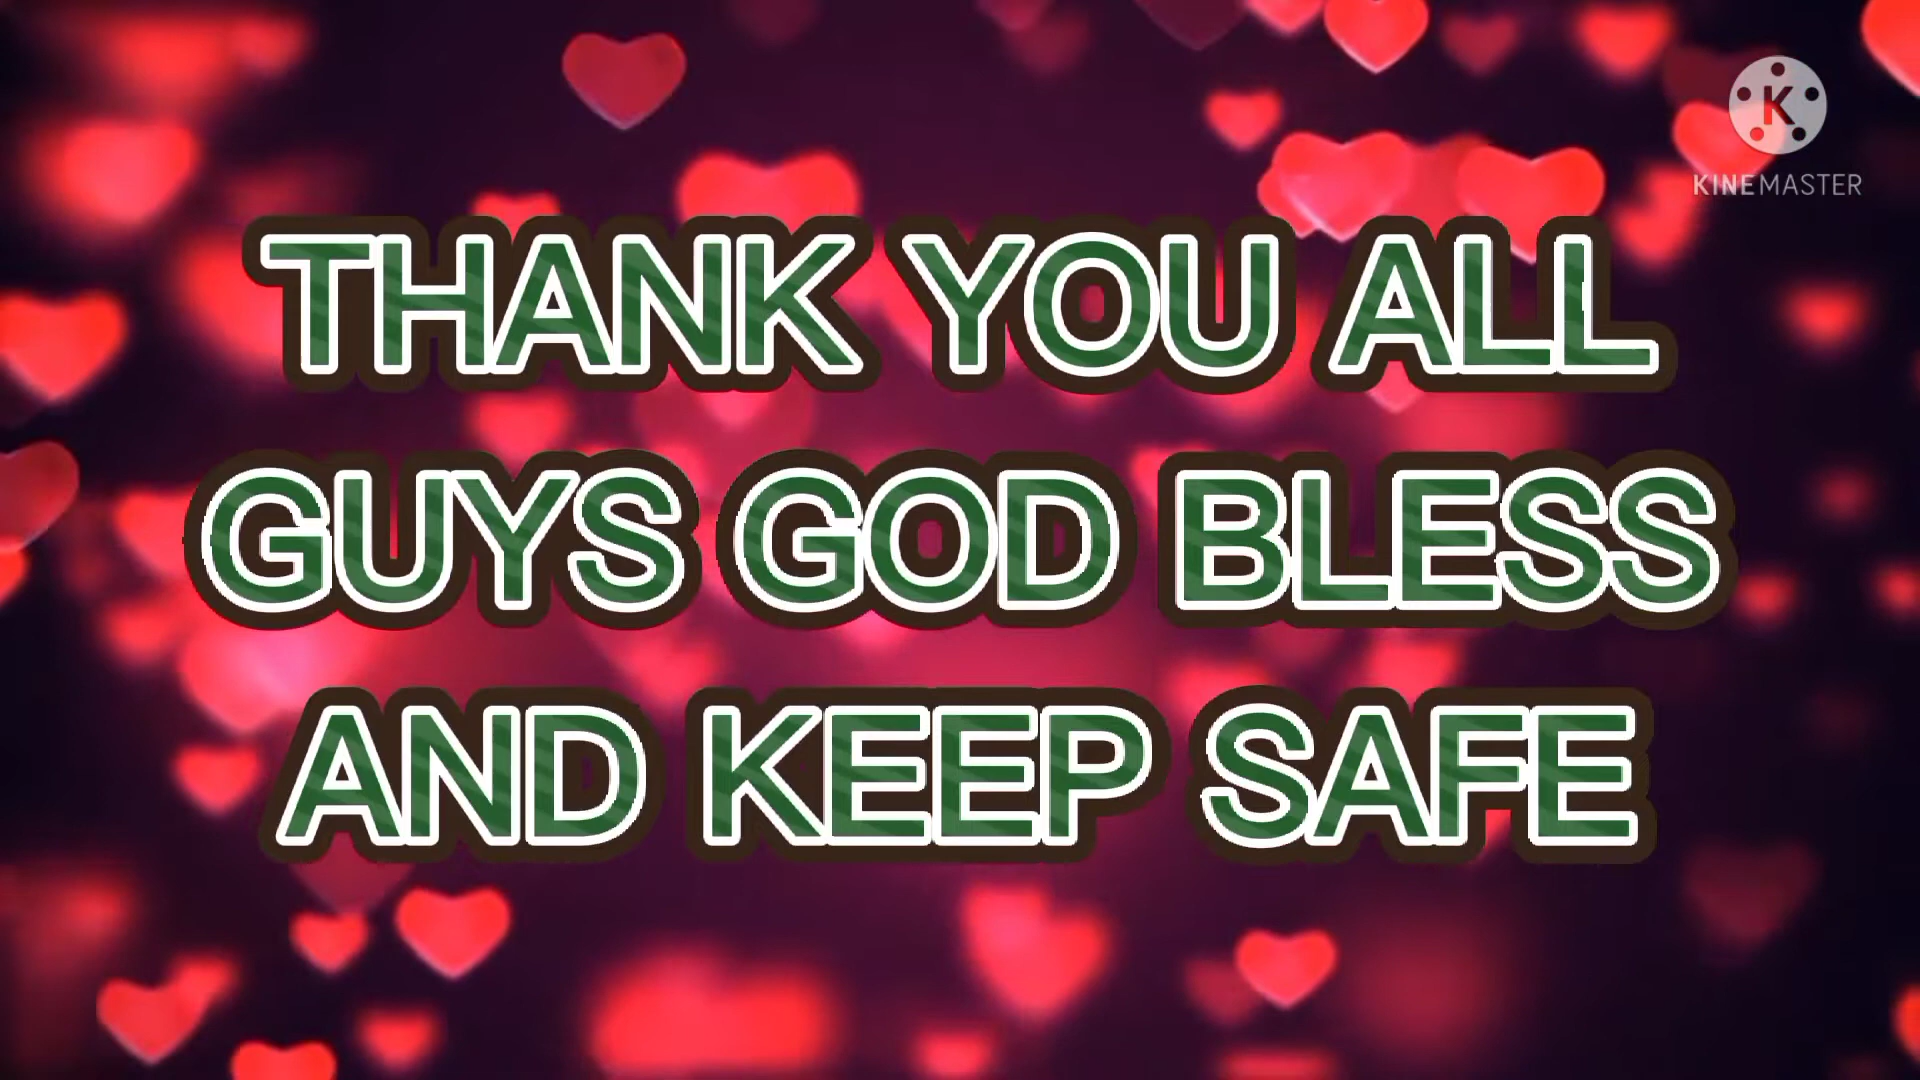 K
KINEMASTER
THANK YOU ALL
GUYS GOD BLESS
AND KEEP SAFE